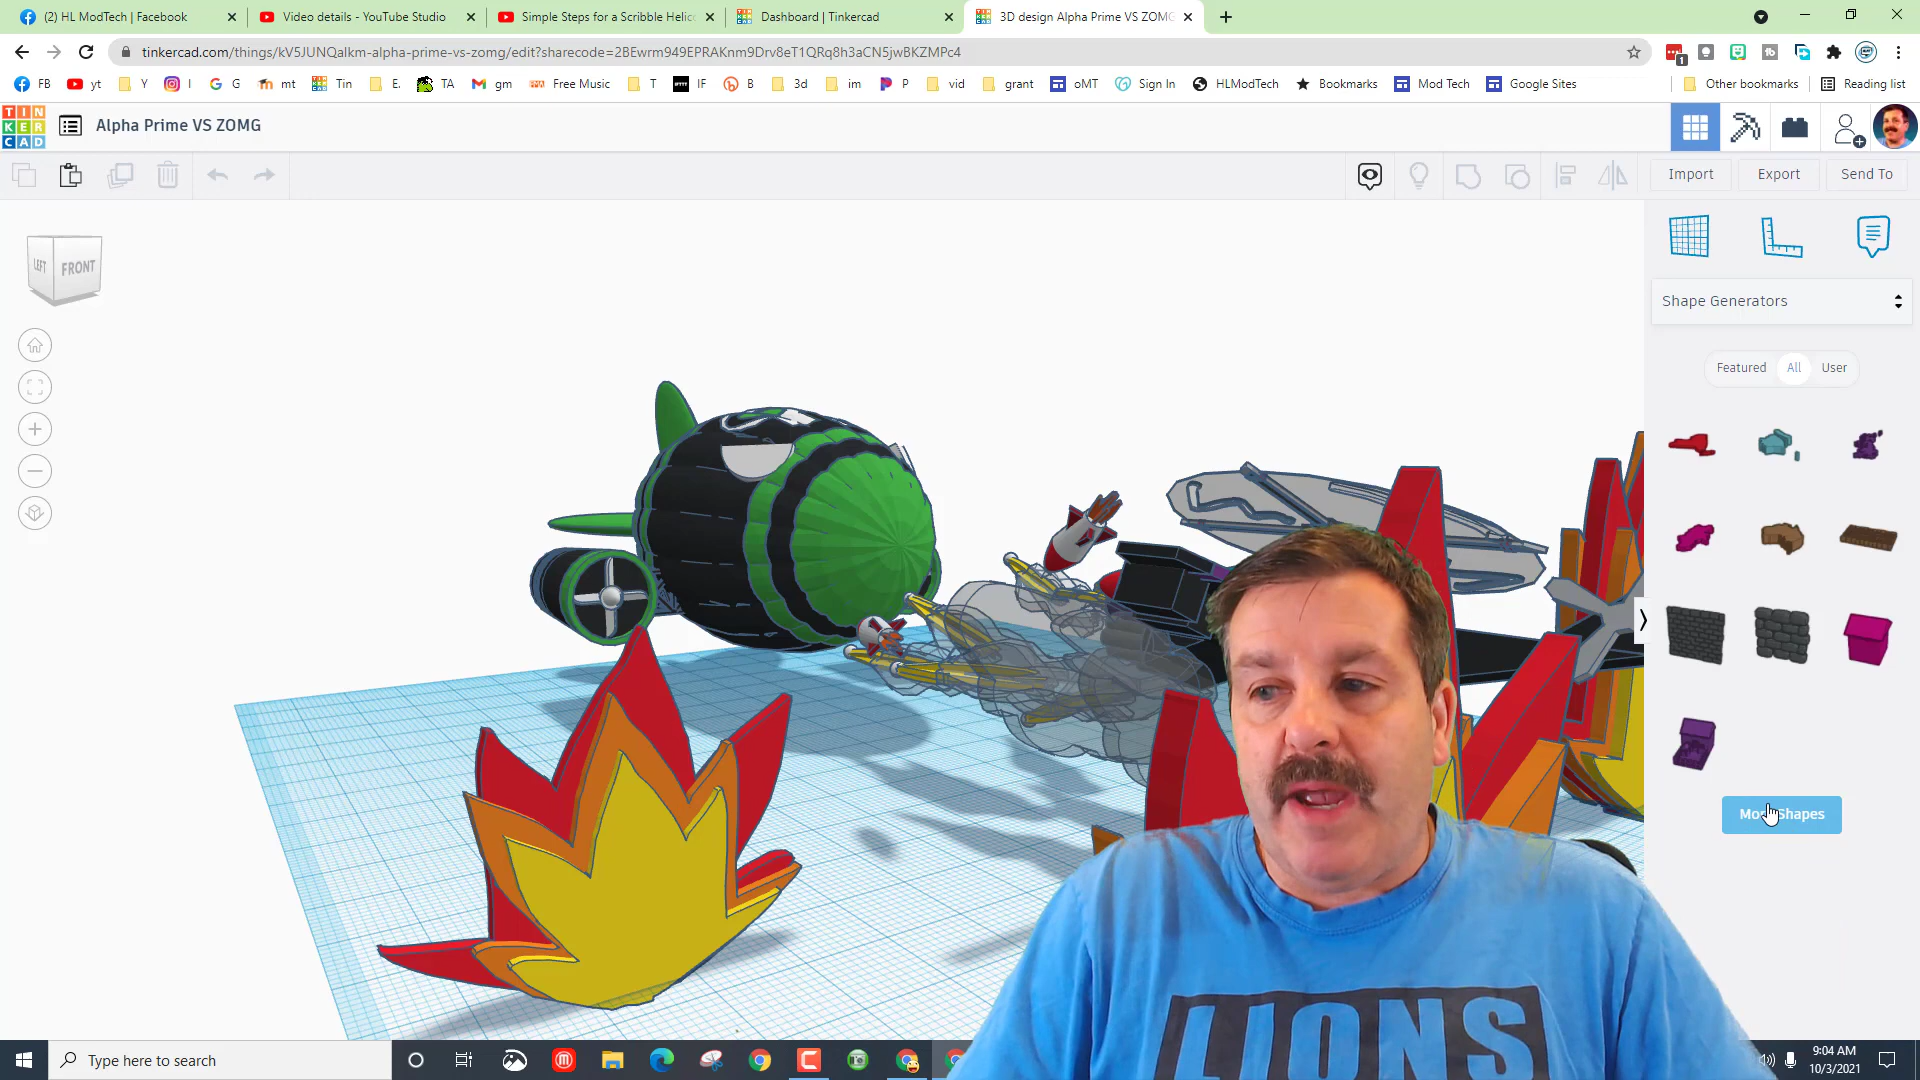 (2) HL ModTech | Facebook
Video details - YouTube Studio
Simple Steps for a Scribble Helic
Dashboard | Tinkercad
3D design Alpha Prime VS ZOMG
tinkercad.com/things/kV5JUNQalkm-alpha-prime-vs-zomg/edit?sharecode=2BEwrm949EPRAKnm9Drv8eT1QRq8h3aCN5jwBKZMPc4
1
FB
yt
Y
I
G
mt
Tin
E.
TA
gm
Free Music
T
IF
B
3d
im
P
vid
grant
oMT
Sign In
HLModTech
Bookmarks
Mod Tech
Google Sites
Other bookmarks
Reading list
TIN
KER
CAD
Alpha Prime VS ZOMG
Import
Export
Send To
LEFT
FRONT
Shape Generators
Featured
All
User
More Shapes
LIONS
Type here to search
9:04 AM
10/3/2021